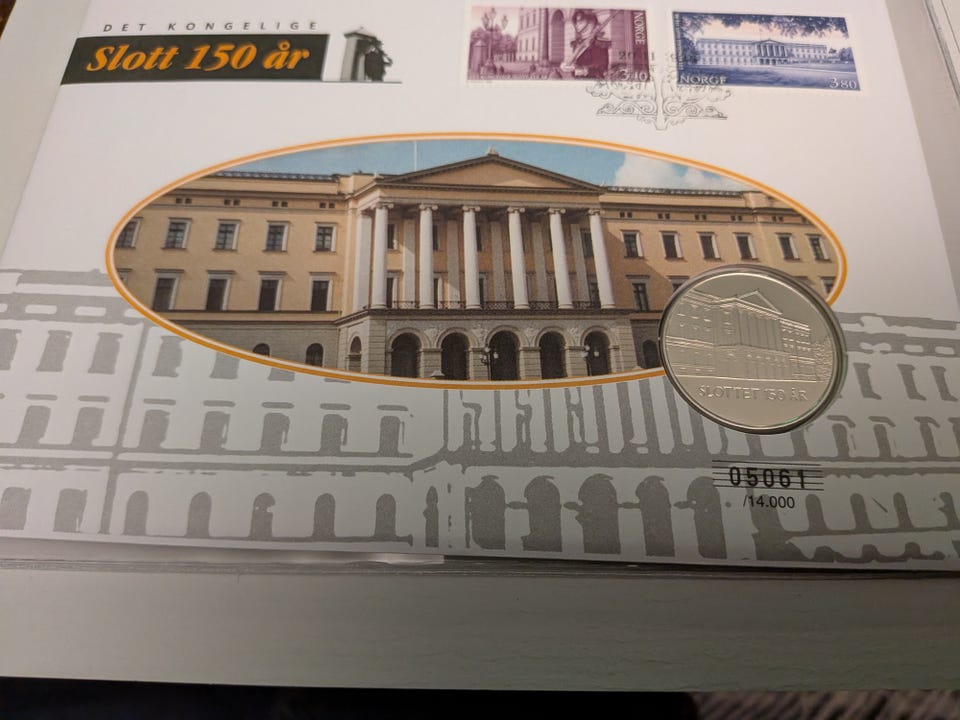 DET KONGELIGE
Slott 150 år
NORGE
3.40
NORGE
3.80
SLOTTET 150 ÅR
05061
/14.000